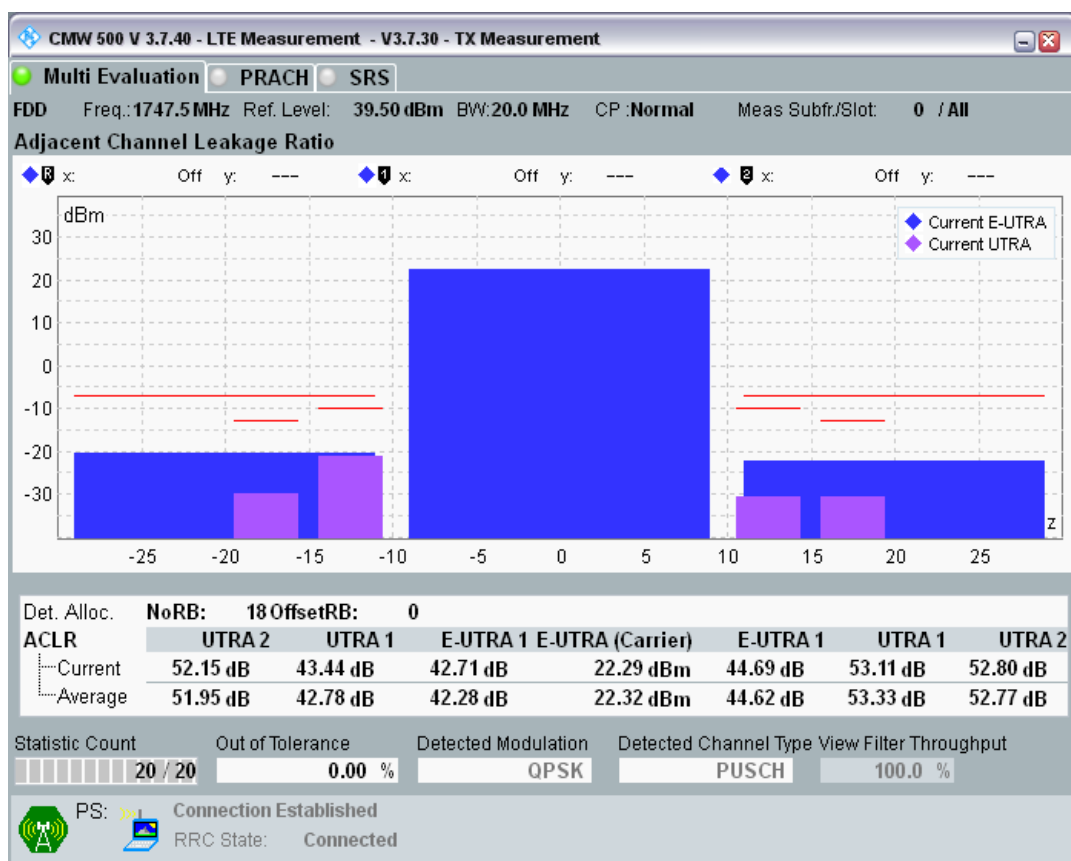 CMW 500 V 3.7.40 - LTE Measurement - V3.7.30 - TX Measurement
Multi Evaluation PRACH SRS
FDD Freq.: 1747.5 MHz Ref. Level: 39.50 dBm BW: 20.0 MHz CP :Normal Meas Subfr./Slot: 0 / All
Adjacent Channel Leakage Ratio
R x: Off y: --- 1 x: Off y: --- 2 x: Off y: ---
dBm
Current E-UTRA
Current UTRA
30
20
10
0
-10
-20
-30
z
-25 -20 -15 -10 -5 0 5 10 15 20 25
Det. Alloc. NoRB: 18 OffsetRB: 0
ACLR UTRA 2 UTRA 1 E-UTRA 1 E-UTRA (Carrier) E-UTRA 1 UTRA 1 UTRA 2
Current 52.15 dB 43.44 dB 42.71 dB 22.29 dBm 44.69 dB 53.11 dB 52.80 dB
Average 51.95 dB 42.78 dB 42.28 dB 22.32 dBm 44.62 dB 53.33 dB 52.77 dB
Statistic Count Out of Tolerance Detected Modulation Detected Channel Type View Filter Throughput
20 / 20 0.00 % QPSK PUSCH 100.0 %
PS: Connection Established
RRC State: Connected